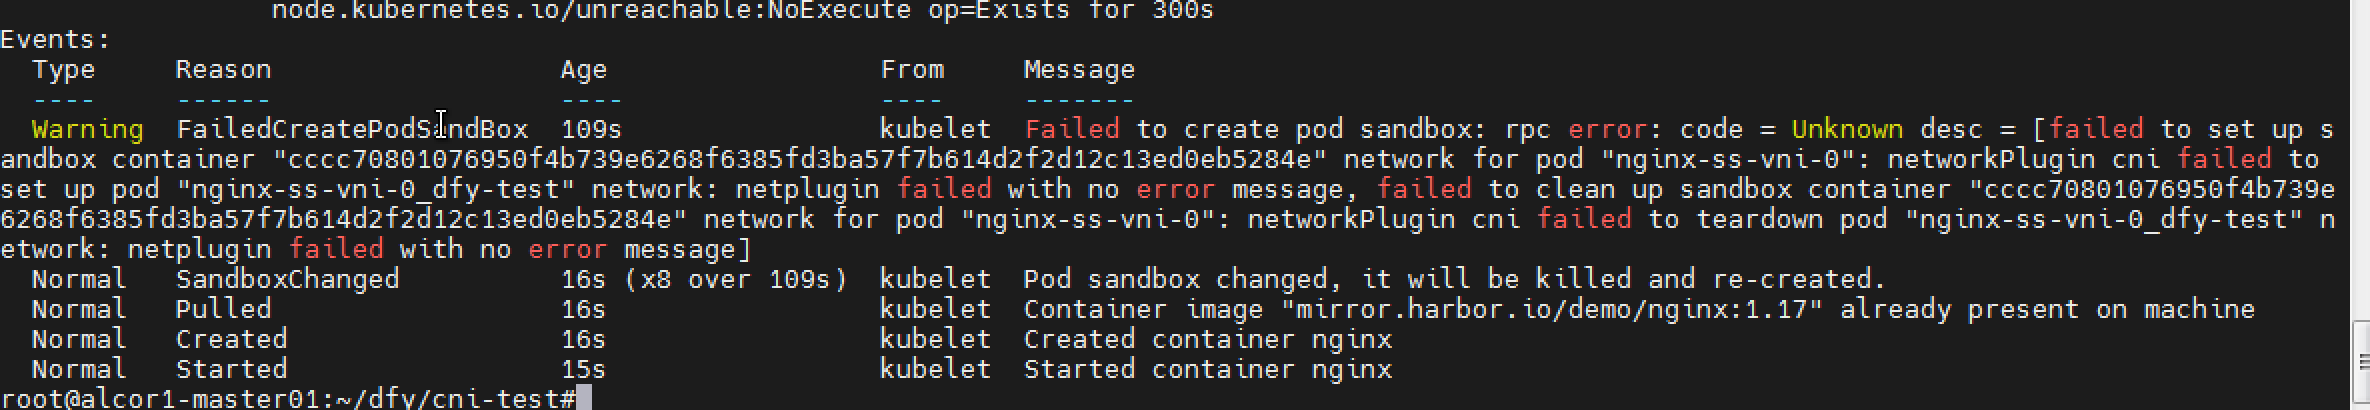 node.kubernetes.io/unreachable:NoExecute op=Exists for 300s
Events:
  Type     Reason                  Age                From     Message
  ----     ------                  ----               ----     -------
  Warning  FailedCreatePodSandBox  109s               kubelet  Failed to create pod sandbox: rpc error: code = Unknown desc = [failed to set up s
andbox container "cccc70801076950f4b739e6268f6385fd3ba57f7b614d2f2d12c13ed0eb5284e" network for pod "nginx-ss-vni-0": networkPlugin cni failed to
set up pod "nginx-ss-vni-0_dfy-test" network: netplugin failed with no error message, failed to clean up sandbox container "cccc70801076950f4b739e
6268f6385fd3ba57f7b614d2f2d12c13ed0eb5284e" network for pod "nginx-ss-vni-0": networkPlugin cni failed to teardown pod "nginx-ss-vni-0_dfy-test" n
etwork: netplugin failed with no error message]
  Normal   SandboxChanged          16s (x8 over 109s)  kubelet  Pod sandbox changed, it will be killed and re-created.
  Normal   Pulled                  16s                kubelet  Container image "mirror.harbor.io/demo/nginx:1.17" already present on machine
  Normal   Created                 16s                kubelet  Created container nginx
  Normal   Started                 15s                kubelet  Started container nginx
root@alcor1-master01:~/dfy/cni-test#